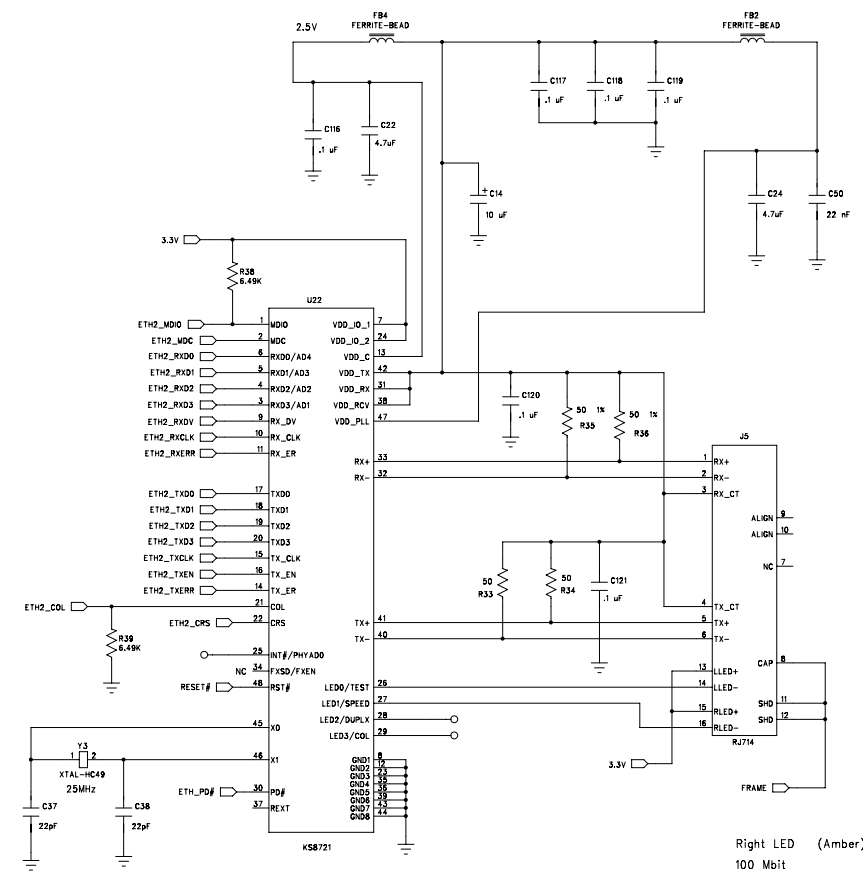 FB4
FERRITE-BEAD
FB2
FERRITE-BEAD
2.5V
C117
.1 uF
C118
.1 uF
C119
.1 uF
C116
.1 uF
C22
4.7uF
+
C14
10 uF
C24
4.7uF
C50
22 nF
3.3V
R38
6.49K
U22
ETH2_MDIO 1 MDIO
ETH2_MDC 2 MDC
ETH2_RXD0 6 RXD0/AD4
ETH2_RXD1 5 RXD1/AD3
ETH2_RXD2 4 RXD2/AD2
ETH2_RXD3 3 RXD3/AD1
ETH2_RXDV 9 RX_DV
ETH2_RXCLK 10 RX_CLK
ETH2_RXERR 11 RX_ER
ETH2_TXD0 17 TXD0
ETH2_TXD1 18 TXD1
ETH2_TXD2 19 TXD2
ETH2_TXD3 20 TXD3
ETH2_TXCLK 15 TX_CLK
ETH2_TXEN 16 TX_EN
ETH2_TXERR 14 TX_ER
ETH2_COL 21 COL
ETH2_CRS 22 CRS
R39
6.49K
25 INT#/PHYAD0
NC 34 FXSD/FXEN
RESET# 48 RST#
45 X0
46 X1
ETH_PD# 30 PD#
37 REXT
Y3
1 2
XTAL-HC49
25MHz
C37
22pF
C38
22pF
VDD_IO_1 7
VDD_IO_2 24
VDD_C 13
VDD_TX 42
VDD_RX 31
VDD_RCV 38
VDD_PLL 47
RX+ 33
RX- 32
TX+ 41
TX- 40
LED0/TEST 26
LED1/SPEED 27
LED2/DUPLX 28
LED3/COL 29
GND1 8
GND2 12
GND3 23
GND4 35
GND5 36
GND6 39
GND7 43
GND8 44
KS8721
C120
.1 uF
50 1%
R35
50 1%
R36
50
R33
50
R34
C121
.1 uF
J5
1 RX+
2 RX-
3 RX_CT
4 TX_CT
5 TX+
6 TX-
13 LLED+
14 LLED-
15 RLED+
16 RLED-
ALIGN 9
ALIGN 10
NC 7
CAP 8
SHD 11
SHD 12
RJ714
3.3V
FRAME
Right LED (Amber)
100 Mbit